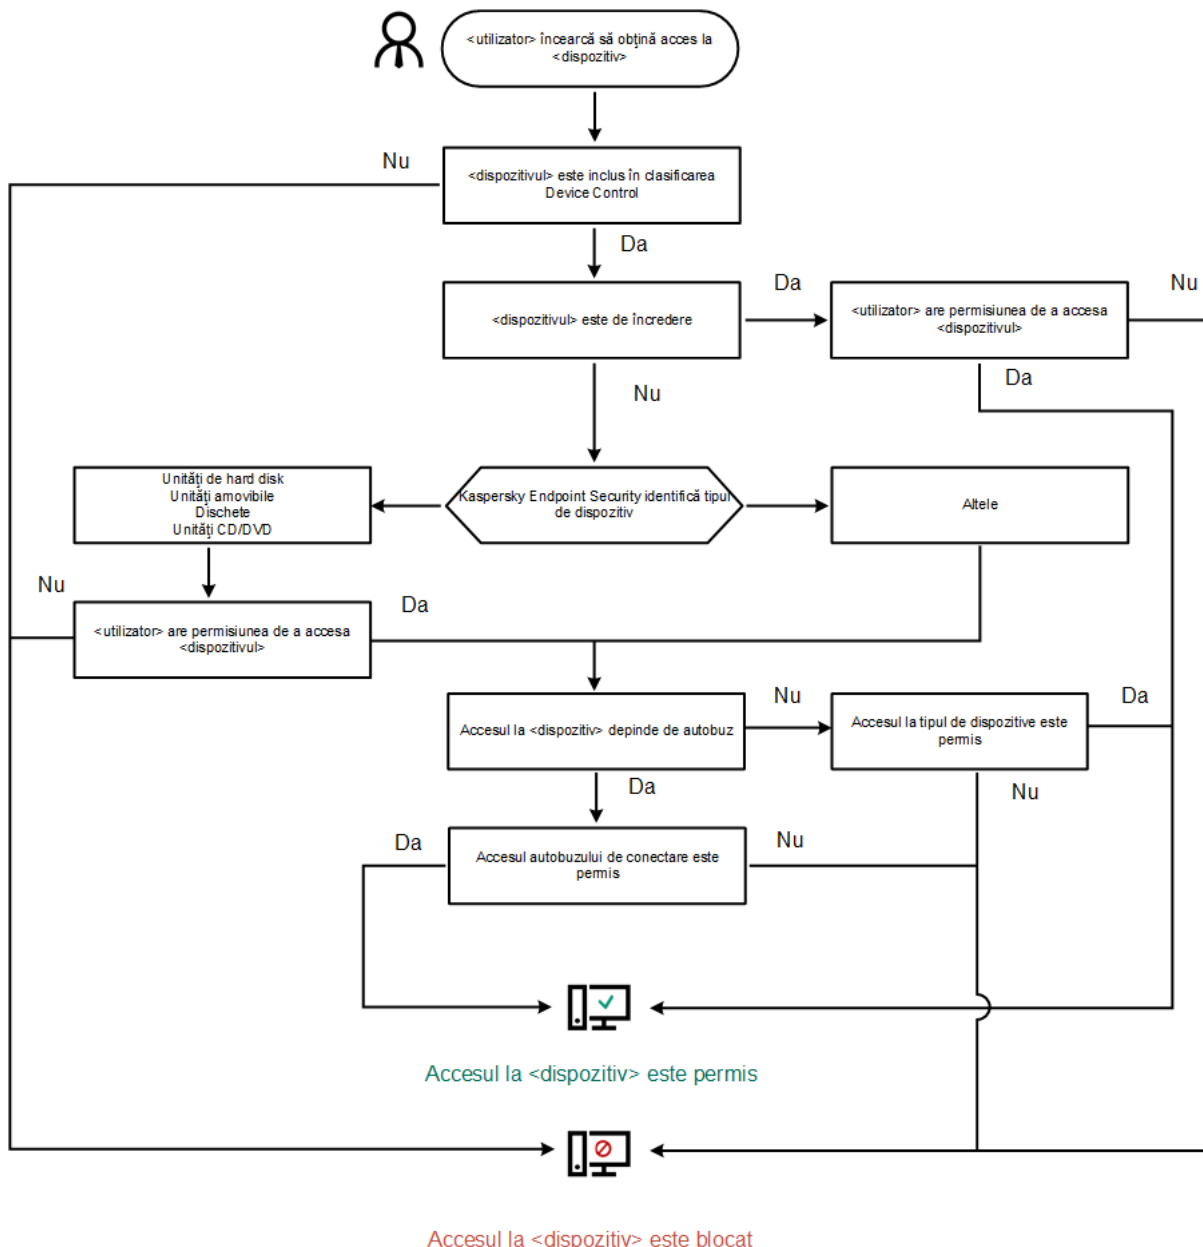 <utilizator> încearcă să obțină acces la
<dispozitiv>
Nu
<dispozitivul> este inclus în clasificarea
Device Control
Da
<dispozitivul> este de încredere
Da
<utilizator> are permisiunea de a accesa
<dispozitivul>
Nu
Nu
Da
Unități de hard disk
Unități amovibile
Dischete
Unități CD/DVD
Kaspersky Endpoint Security identifică tipul
de dispozitiv
Altele
Nu
<utilizator> are permisiunea de a accesa
<dispozitivul>
Da
Accesul la <dispozitiv> depinde de autobuz
Nu
Accesul la tipul de dispozitive este
permis
Da
Da
Nu
Da
Accesul autobuzului de conectare este
permis
Nu
Accesul la <dispozitiv> este permis
Accesul la <dispozitiv> este blocat